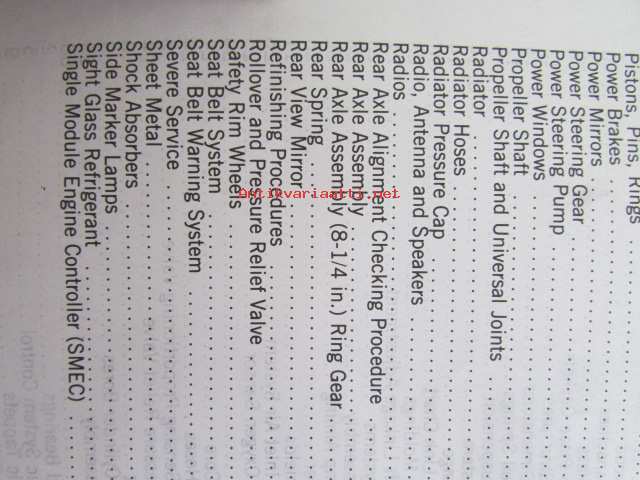 Pistons, Pins, Rings
Power Brakes
Power Mirrors
Power Steering Gear
Power Steering Pump
Power Windows
Propeller Shaft
Propeller Shaft and Universal Joints
Radiator
Radiator Hoses
Radiator Pressure Cap
Radio, Antenna and Speakers
Radios
Rear Axle Alignment Checking Procedure
Rear Axle Assembly
Rear Axle Assembly (8-1/4 in.) Ring Gear
Rear Spring
Rear View Mirror
Refinishing Procedures
Rollover and Pressure Relief Valve
Safety Rim Wheels
Seat Belt System
Seat Belt Warning System
Severe Service
Sheet Metal
Shock Absorbers
Side Marker Lamps
Sight Glass Refrigerant
Single Module Engine Controller (SMEC)
Antikvariaatti.net